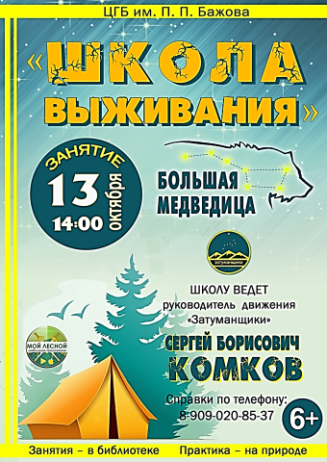 ЦГБ им. П. П. Бажова
«ШКОЛА
ВЫЖИВАНИЯ»
ЗАНЯТИЕ
13
октября
14:00
БОЛЬШАЯ
МЕДВЕДИЦА
затуманщики
ШКОЛУ ВЕДЕТ
руководитель движения
«Затуманщики»
СЕРГЕЙ БОРИСОВИЧ
КОМКОВ
МОЙ ЛЕСНОЙ
Справки по телефону:
8-909-020-85-37
6+
Занятия – в библиотеке Практика – на природе